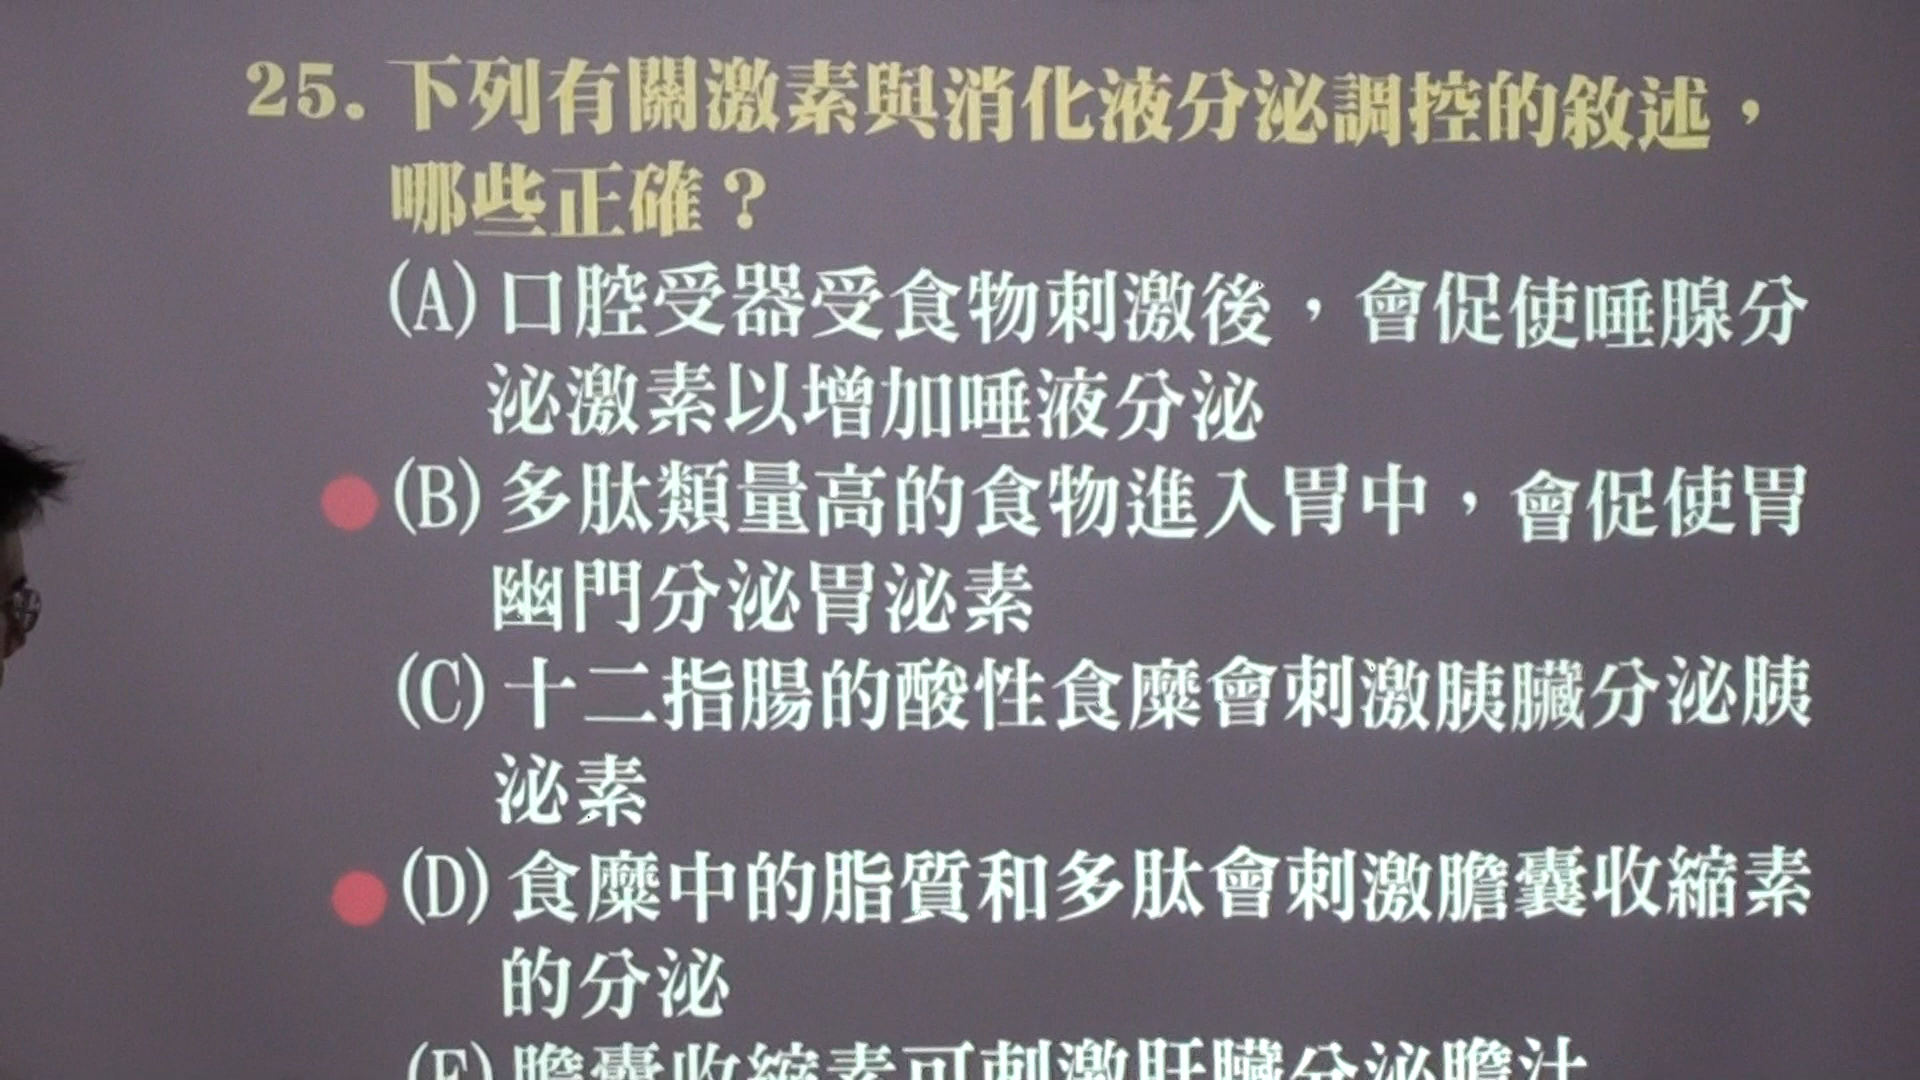 25. 下列有關激素與消化液分泌調控的敘述，
哪些正確？
(A) 口腔受器受食物刺激後，會促使唾腺分
泌激素以增加唾液分泌
(B) 多肽類量高的食物進入胃中，會促使胃
幽門分泌胃泌素
(C) 十二指腸的酸性食糜會刺激胰臟分泌胰
泌素
(D) 食糜中的脂質和多肽會刺激膽囊收縮素
的分泌
(E) 膽囊收縮素可刺激肝臟分泌膽汁